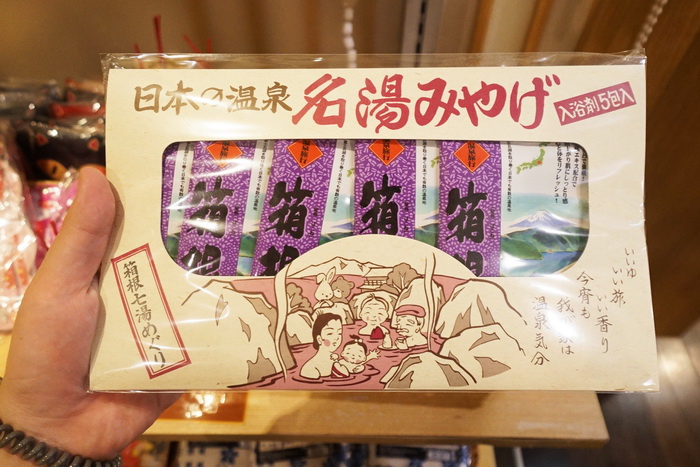 日本の温泉 名湯みやげ
入浴剤5包入
箱根
箱根
箱根
箱根
箱根七湯めぐり
いいゆ
いい旅
いい香り
今宵も
我が家は
温泉気分